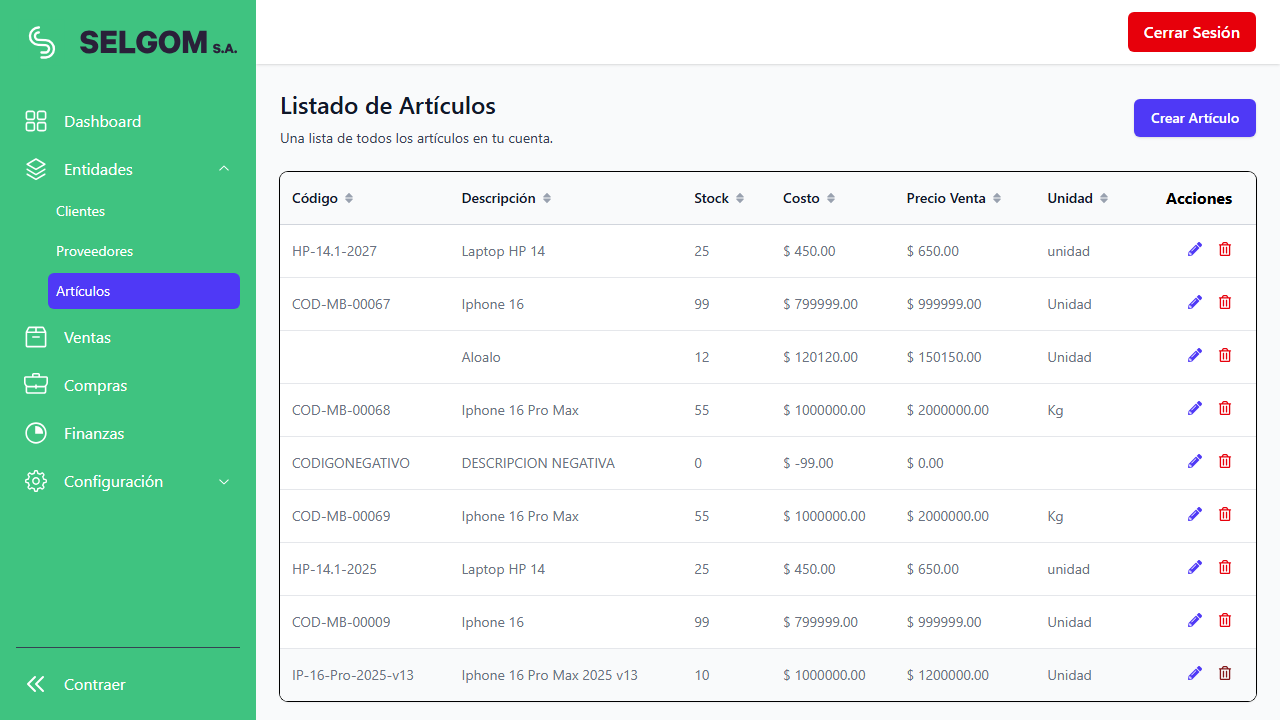 SELGOM S.A.
Cerrar Sesión
Dashboard
Entidades
Clientes
Proveedores
Artículos
Ventas
Compras
Finanzas
Configuración
Contraer
Listado de Artículos
Una lista de todos los artículos en tu cuenta.
Crear Artículo
Código Descripción Stock Costo Precio Venta Unidad Acciones
HP-14.1-2027 Laptop HP 14 25 $ 450.00 $ 650.00 unidad
COD-MB-00067 Iphone 16 99 $ 799999.00 $ 999999.00 Unidad
Aloalo 12 $ 120120.00 $ 150150.00 Unidad
COD-MB-00068 Iphone 16 Pro Max 55 $ 1000000.00 $ 2000000.00 Kg
CODIGONEGATIVO DESCRIPCION NEGATIVA 0 $ -99.00 $ 0.00
COD-MB-00069 Iphone 16 Pro Max 55 $ 1000000.00 $ 2000000.00 Kg
HP-14.1-2025 Laptop HP 14 25 $ 450.00 $ 650.00 unidad
COD-MB-00009 Iphone 16 99 $ 799999.00 $ 999999.00 Unidad
IP-16-Pro-2025-v13 Iphone 16 Pro Max 2025 v13 10 $ 1000000.00 $ 1200000.00 Unidad